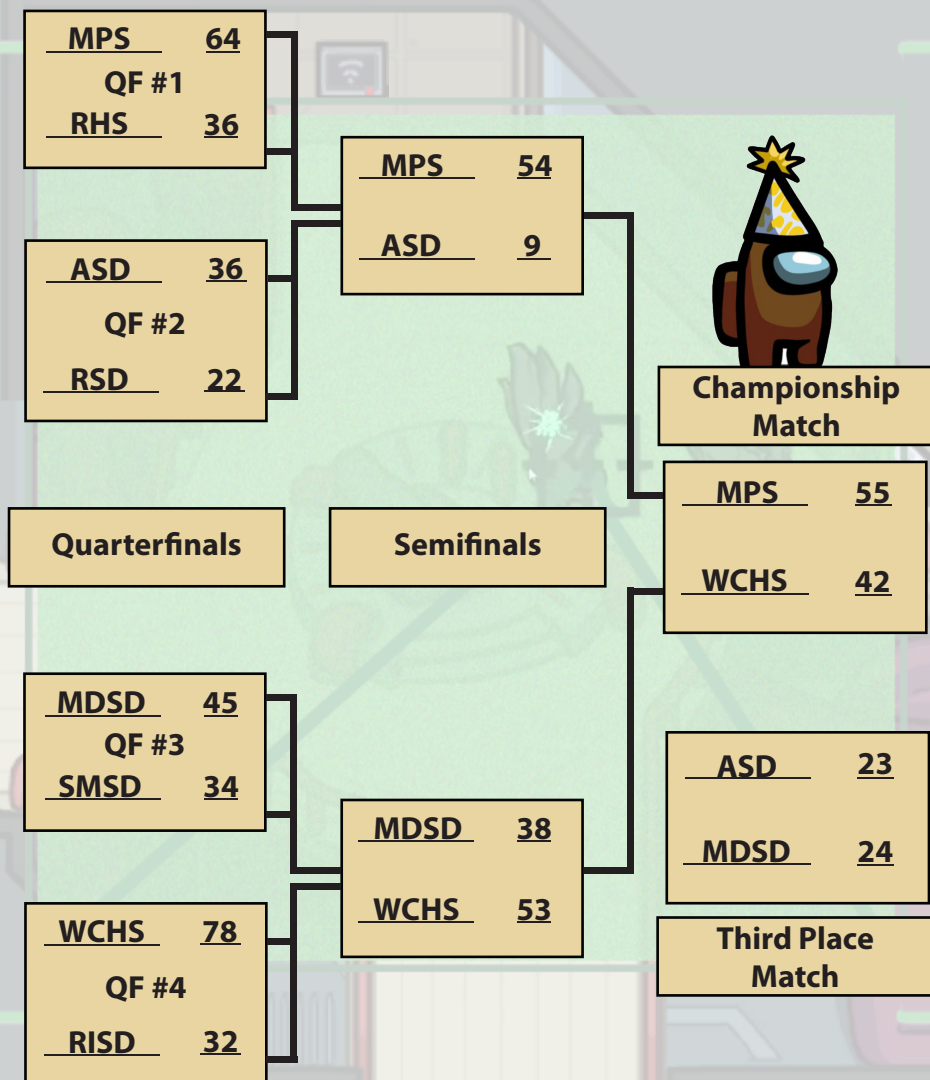 MPS 64
QF #1
RHS 36
ASD 36
QF #2
RSD 22
MPS 54
ASD 9
Championship
Match
MPS 55
WCHS 42
Quarterfinals
Semifinals
MDSD 45
QF #3
SMSD 34
WCHS 78
QF #4
RISD 32
MDSD 38
WCHS 53
ASD 23
MDSD 24
Third Place
Match